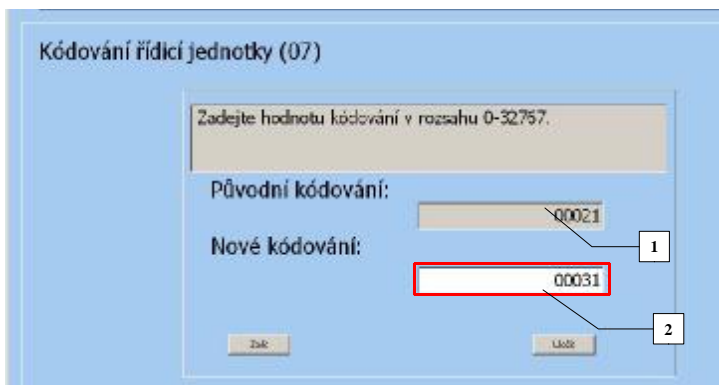 Kódování řídicí jednotky (07)
Zadejte hodnotu kódování v rozsahu 0-32767.
Původní kódování:
00021
1
Nové kódování:
00031
2
Zpět
Uložit